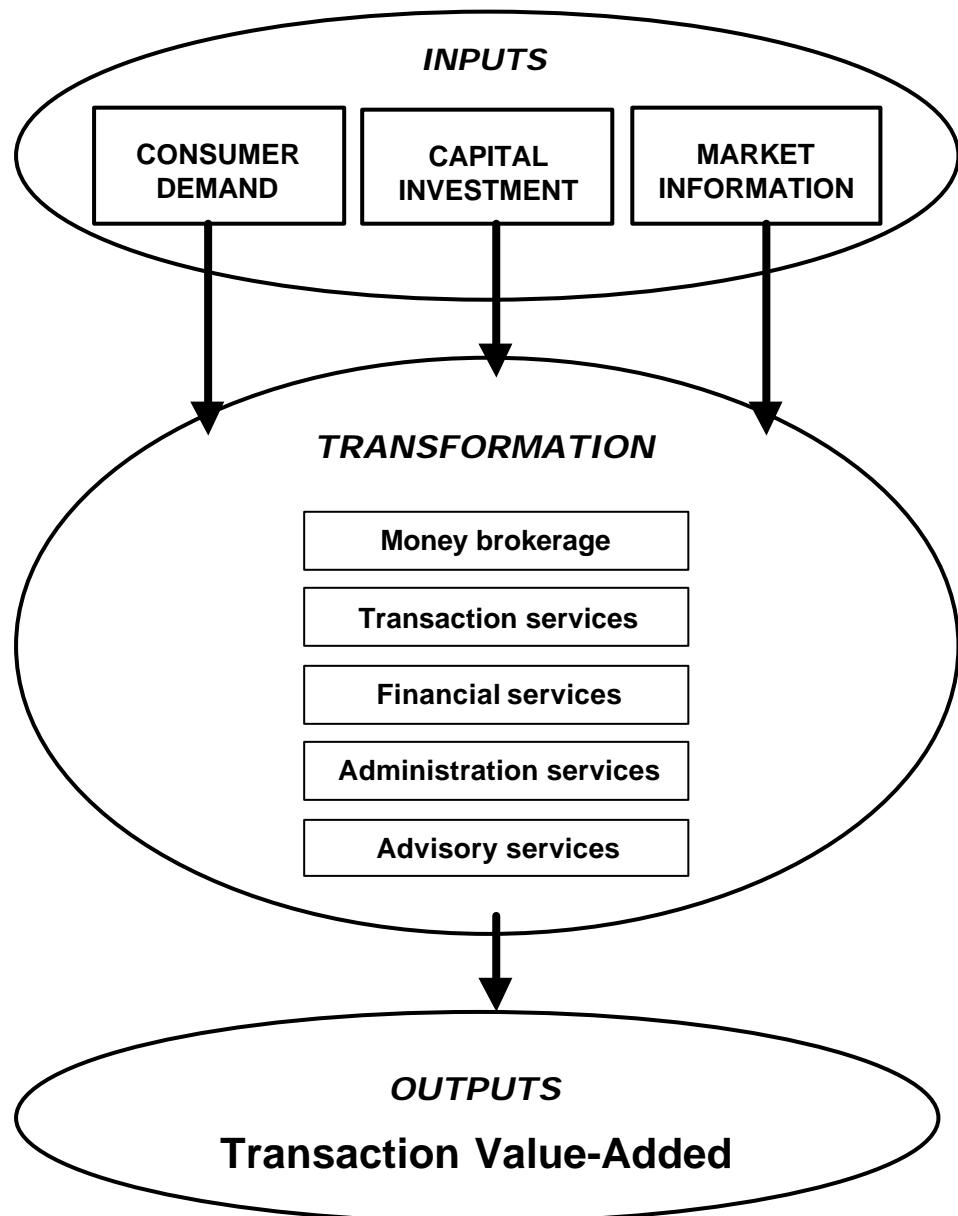 INPUTS
CONSUMER
DEMAND
CAPITAL
INVESTMENT
MARKET
INFORMATION
TRANSFORMATION
Money brokerage
Transaction services
Financial services
Administration services
Advisory services
OUTPUTS
Transaction Value-Added